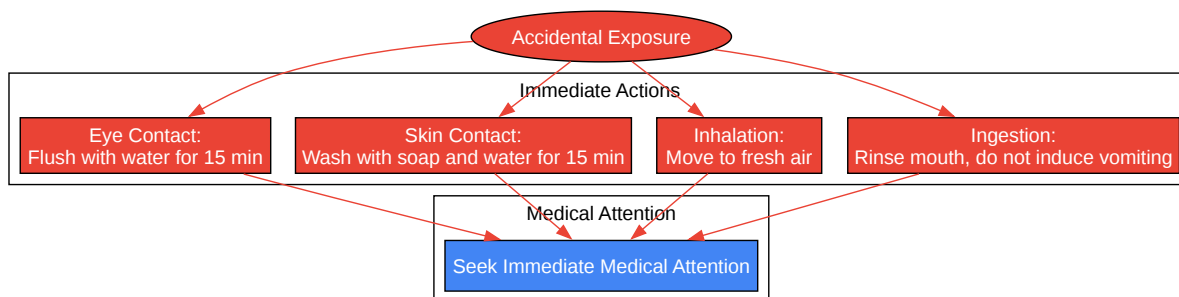 Accidental Exposure
Immediate Actions
Eye Contact:
Flush with water for 15 min
Skin Contact:
Wash with soap and water for 15 min
Inhalation:
Move to fresh air
Ingestion:
Rinse mouth, do not induce vomiting
Medical Attention
Seek Immediate Medical Attention